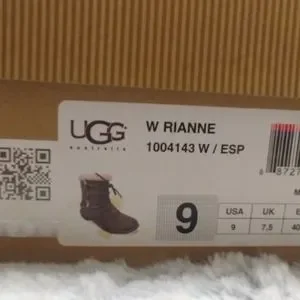 UGG
australia
W RIANNE
1004143 W / ESP
9
USA UK
9 7,5 40